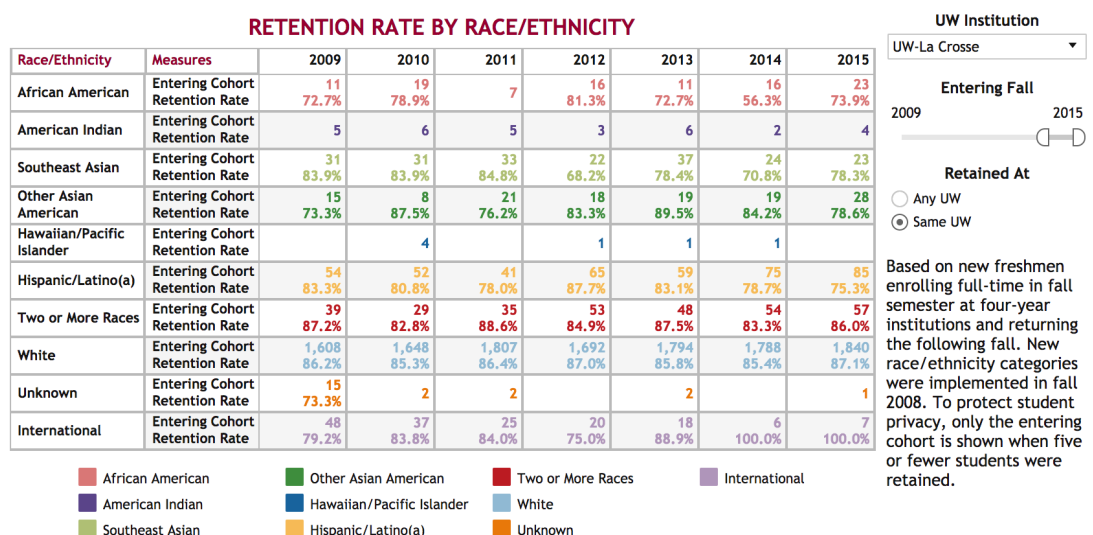 RETENTION RATE BY RACE/ETHNICITY
Race/Ethnicity Measures 2009 2010 2011 2012 2013 2014 2015
African American
Entering Cohort 11 19 7 16 11 16 23
Retention Rate 72.7% 78.9% 81.3% 72.7% 56.3% 73.9%
American Indian
Entering Cohort 5 6 5 3 6 2 4
Retention Rate
Southeast Asian
Entering Cohort 31 31 33 22 37 24 23
Retention Rate 83.9% 83.9% 84.8% 68.2% 78.4% 70.8% 78.3%
Other Asian
American
Entering Cohort 15 8 21 18 19 19 28
Retention Rate 73.3% 87.5% 76.2% 83.3% 89.5% 84.2% 78.6%
Hawaiian/Pacific
Islander
Entering Cohort 4 1 1 1
Retention Rate
Hispanic/Latino(a)
Entering Cohort 54 52 41 65 59 75 85
Retention Rate 83.3% 80.8% 78.0% 87.7% 83.1% 78.7% 75.3%
Two or More Races
Entering Cohort 39 29 35 53 48 54 57
Retention Rate 87.2% 82.8% 88.6% 84.9% 87.5% 83.3% 86.0%
White
Entering Cohort 1,608 1,648 1,807 1,692 1,794 1,788 1,840
Retention Rate 86.2% 85.3% 86.4% 87.0% 85.8% 85.4% 87.1%
Unknown
Entering Cohort 15 2 2 2 1
Retention Rate 73.3%
International
Entering Cohort 48 37 25 20 18 6 7
Retention Rate 79.2% 83.8% 84.0% 75.0% 88.9% 100.0% 100.0%
African American Other Asian American Two or More Races International
American Indian Hawaiian/Pacific Islander White
Southeast Asian Hispanic/Latino(a) Unknown
UW Institution
UW-La Crosse
Entering Fall
2009 2015
Retained At
Any UW
Same UW
Based on new freshmen
enrolling full-time in fall
semester at four-year
institutions and returning
the following fall. New
race/ethnicity categories
were implemented in fall
2008. To protect student
privacy, only the entering
cohort is shown when five
or fewer students were
retained.